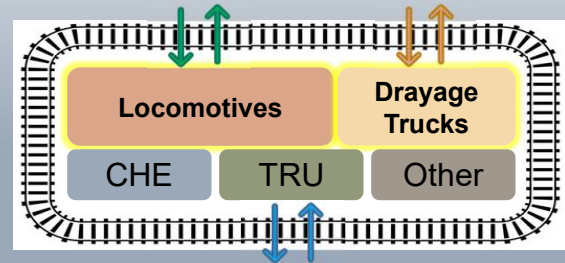 Locomotives
Drayage
Trucks
CHE
TRU
Other